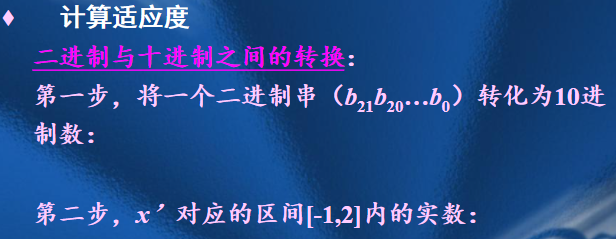 ♦ 计算适应度
二进制与十进制之间的转换：
第一步，将一个二进制串（b21b20…b0）转化为10进
制数：
第二步，x′对应的区间[-1,2]内的实数：